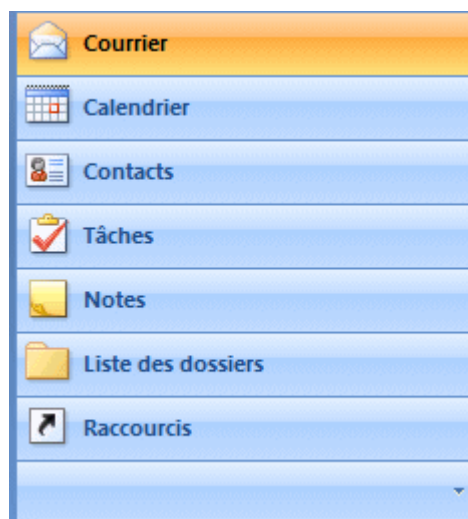 Courrier
Calendrier
Contacts
Tâches
Notes
Liste des dossiers
Raccourcis